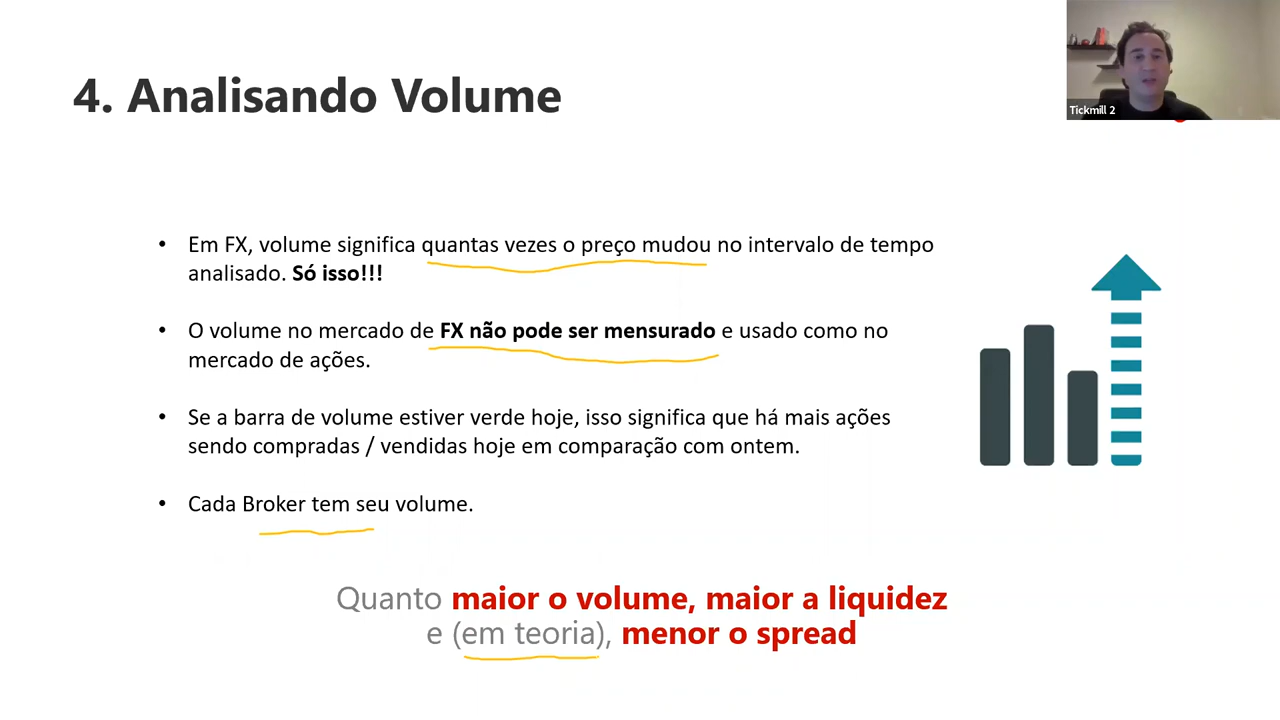 4. Analisando Volume
Tickmill 2
• Em FX, volume significa quantas vezes o preço mudou no intervalo de tempo
analisado. Só isso!!!
• O volume no mercado de FX não pode ser mensurado e usado como no
mercado de ações.
• Se a barra de volume estiver verde hoje, isso significa que há mais ações
sendo compradas / vendidas hoje em comparação com ontem.
• Cada Broker tem seu volume.
Quanto maior o volume, maior a liquidez
e (em teoria), menor o spread